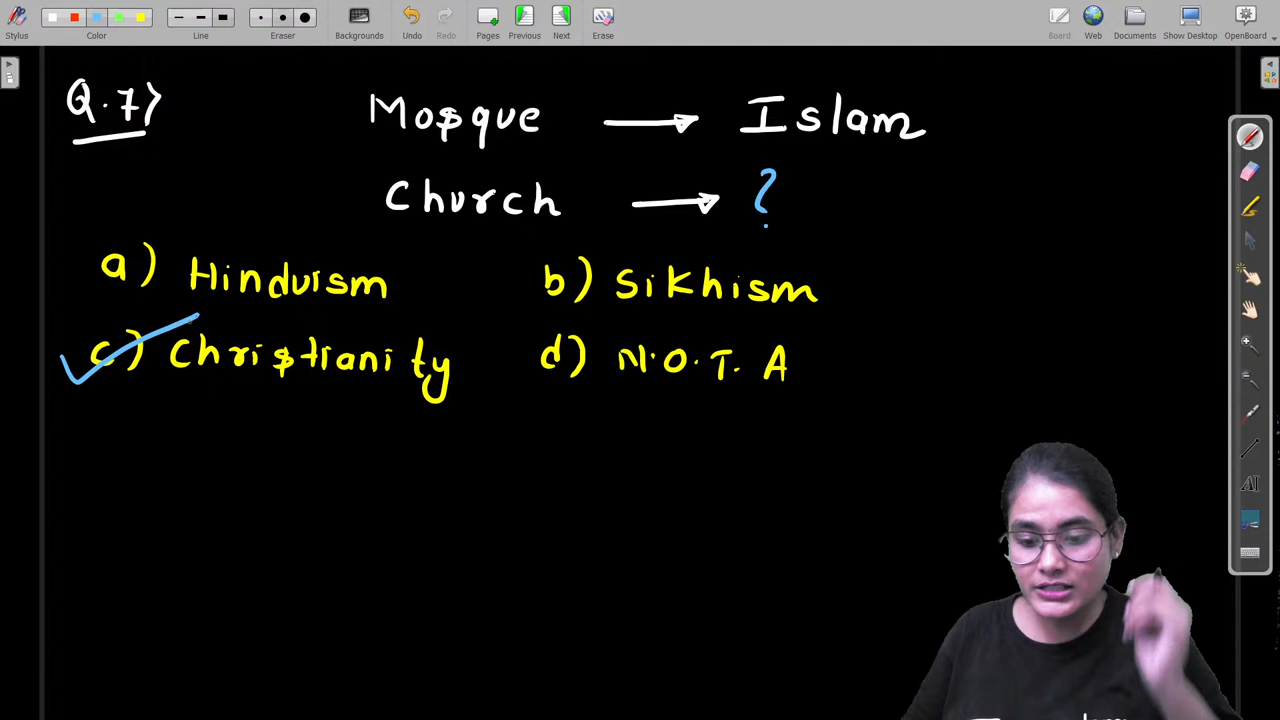 Stylus Color Line Eraser Backgrounds Undo Redo Pages Previous Next Erase Board Web Documents Show Desktop OpenBoard
Q.7) Mosque → Islam
Church → ?
a) Hinduism b) Sikhism
c) Christianity d) N.O.T.A